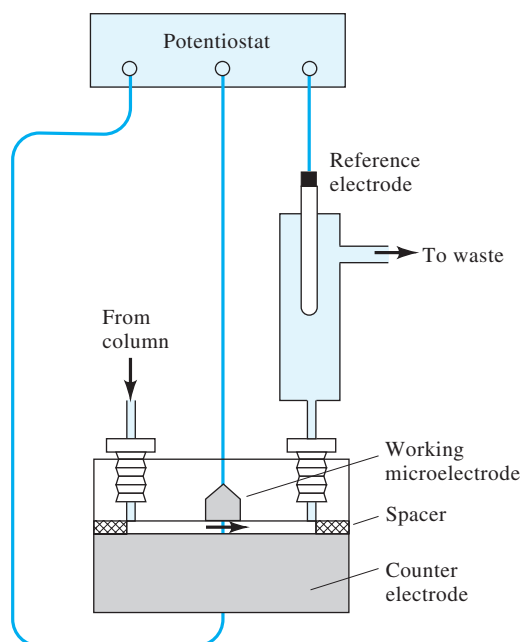 Potentiostat
Reference
electrode
To waste
From
column
Working
microelectrode
Spacer
Counter
electrode